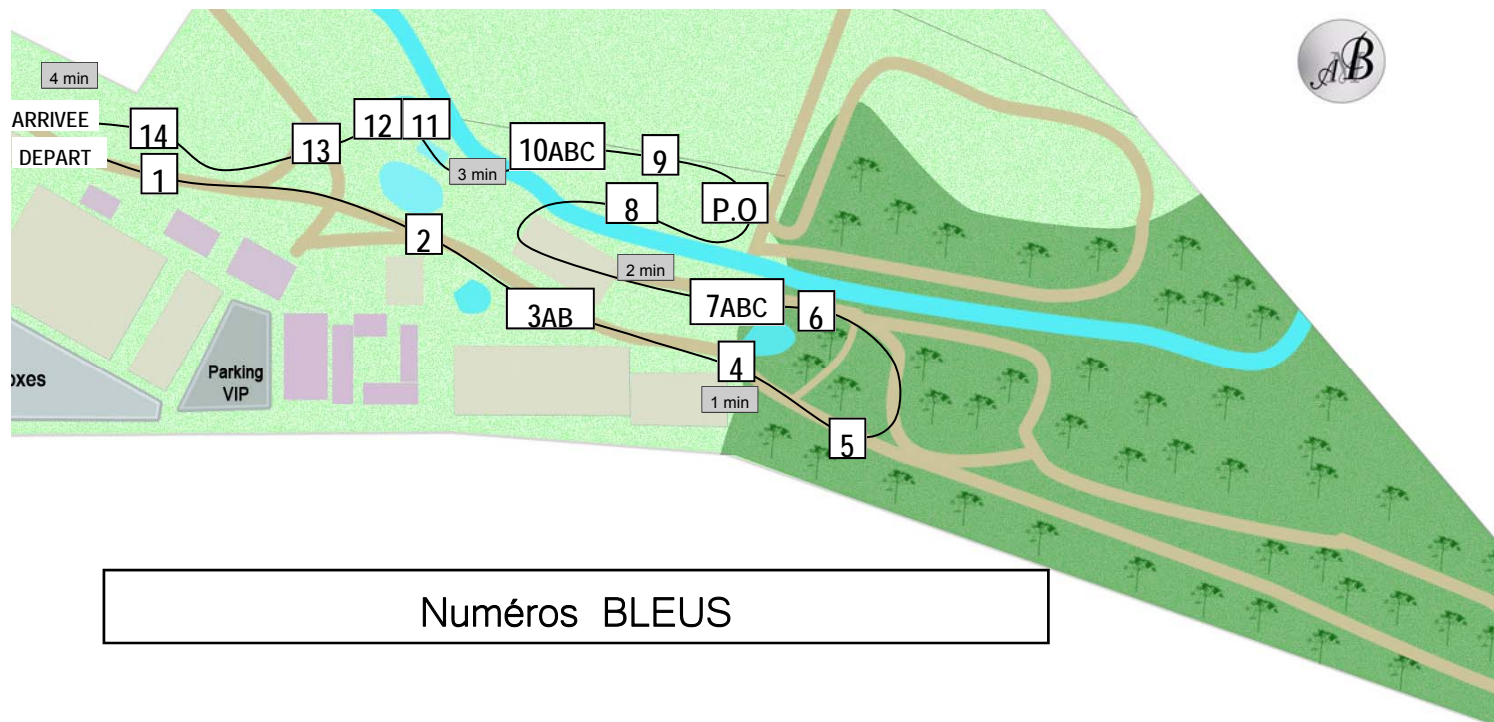 4 min
ARRIVEE
14
13
12
11
10ABC
9
3 min
DEPART
1
2
8
P.O
2 min
7ABC
6
3AB
4
1 min
5
oxes
Parking
VIP
AB
Numéros BLEUS